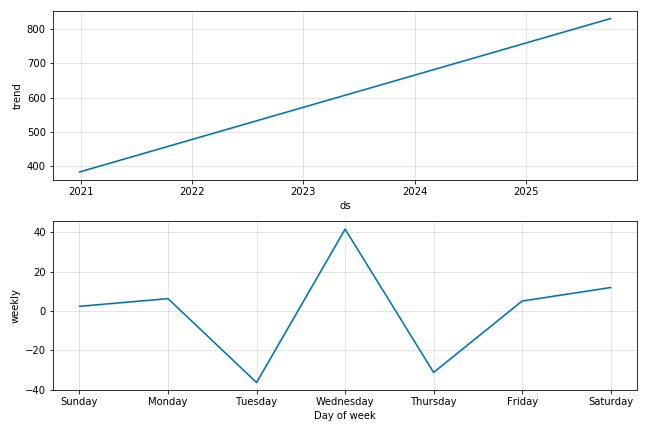 800
700
600
500
400
trend
2021 2022 2023 2024 2025
ds
40
20
0
−20
−40
weekly
Sunday Monday Tuesday Wednesday Thursday Friday Saturday
Day of week